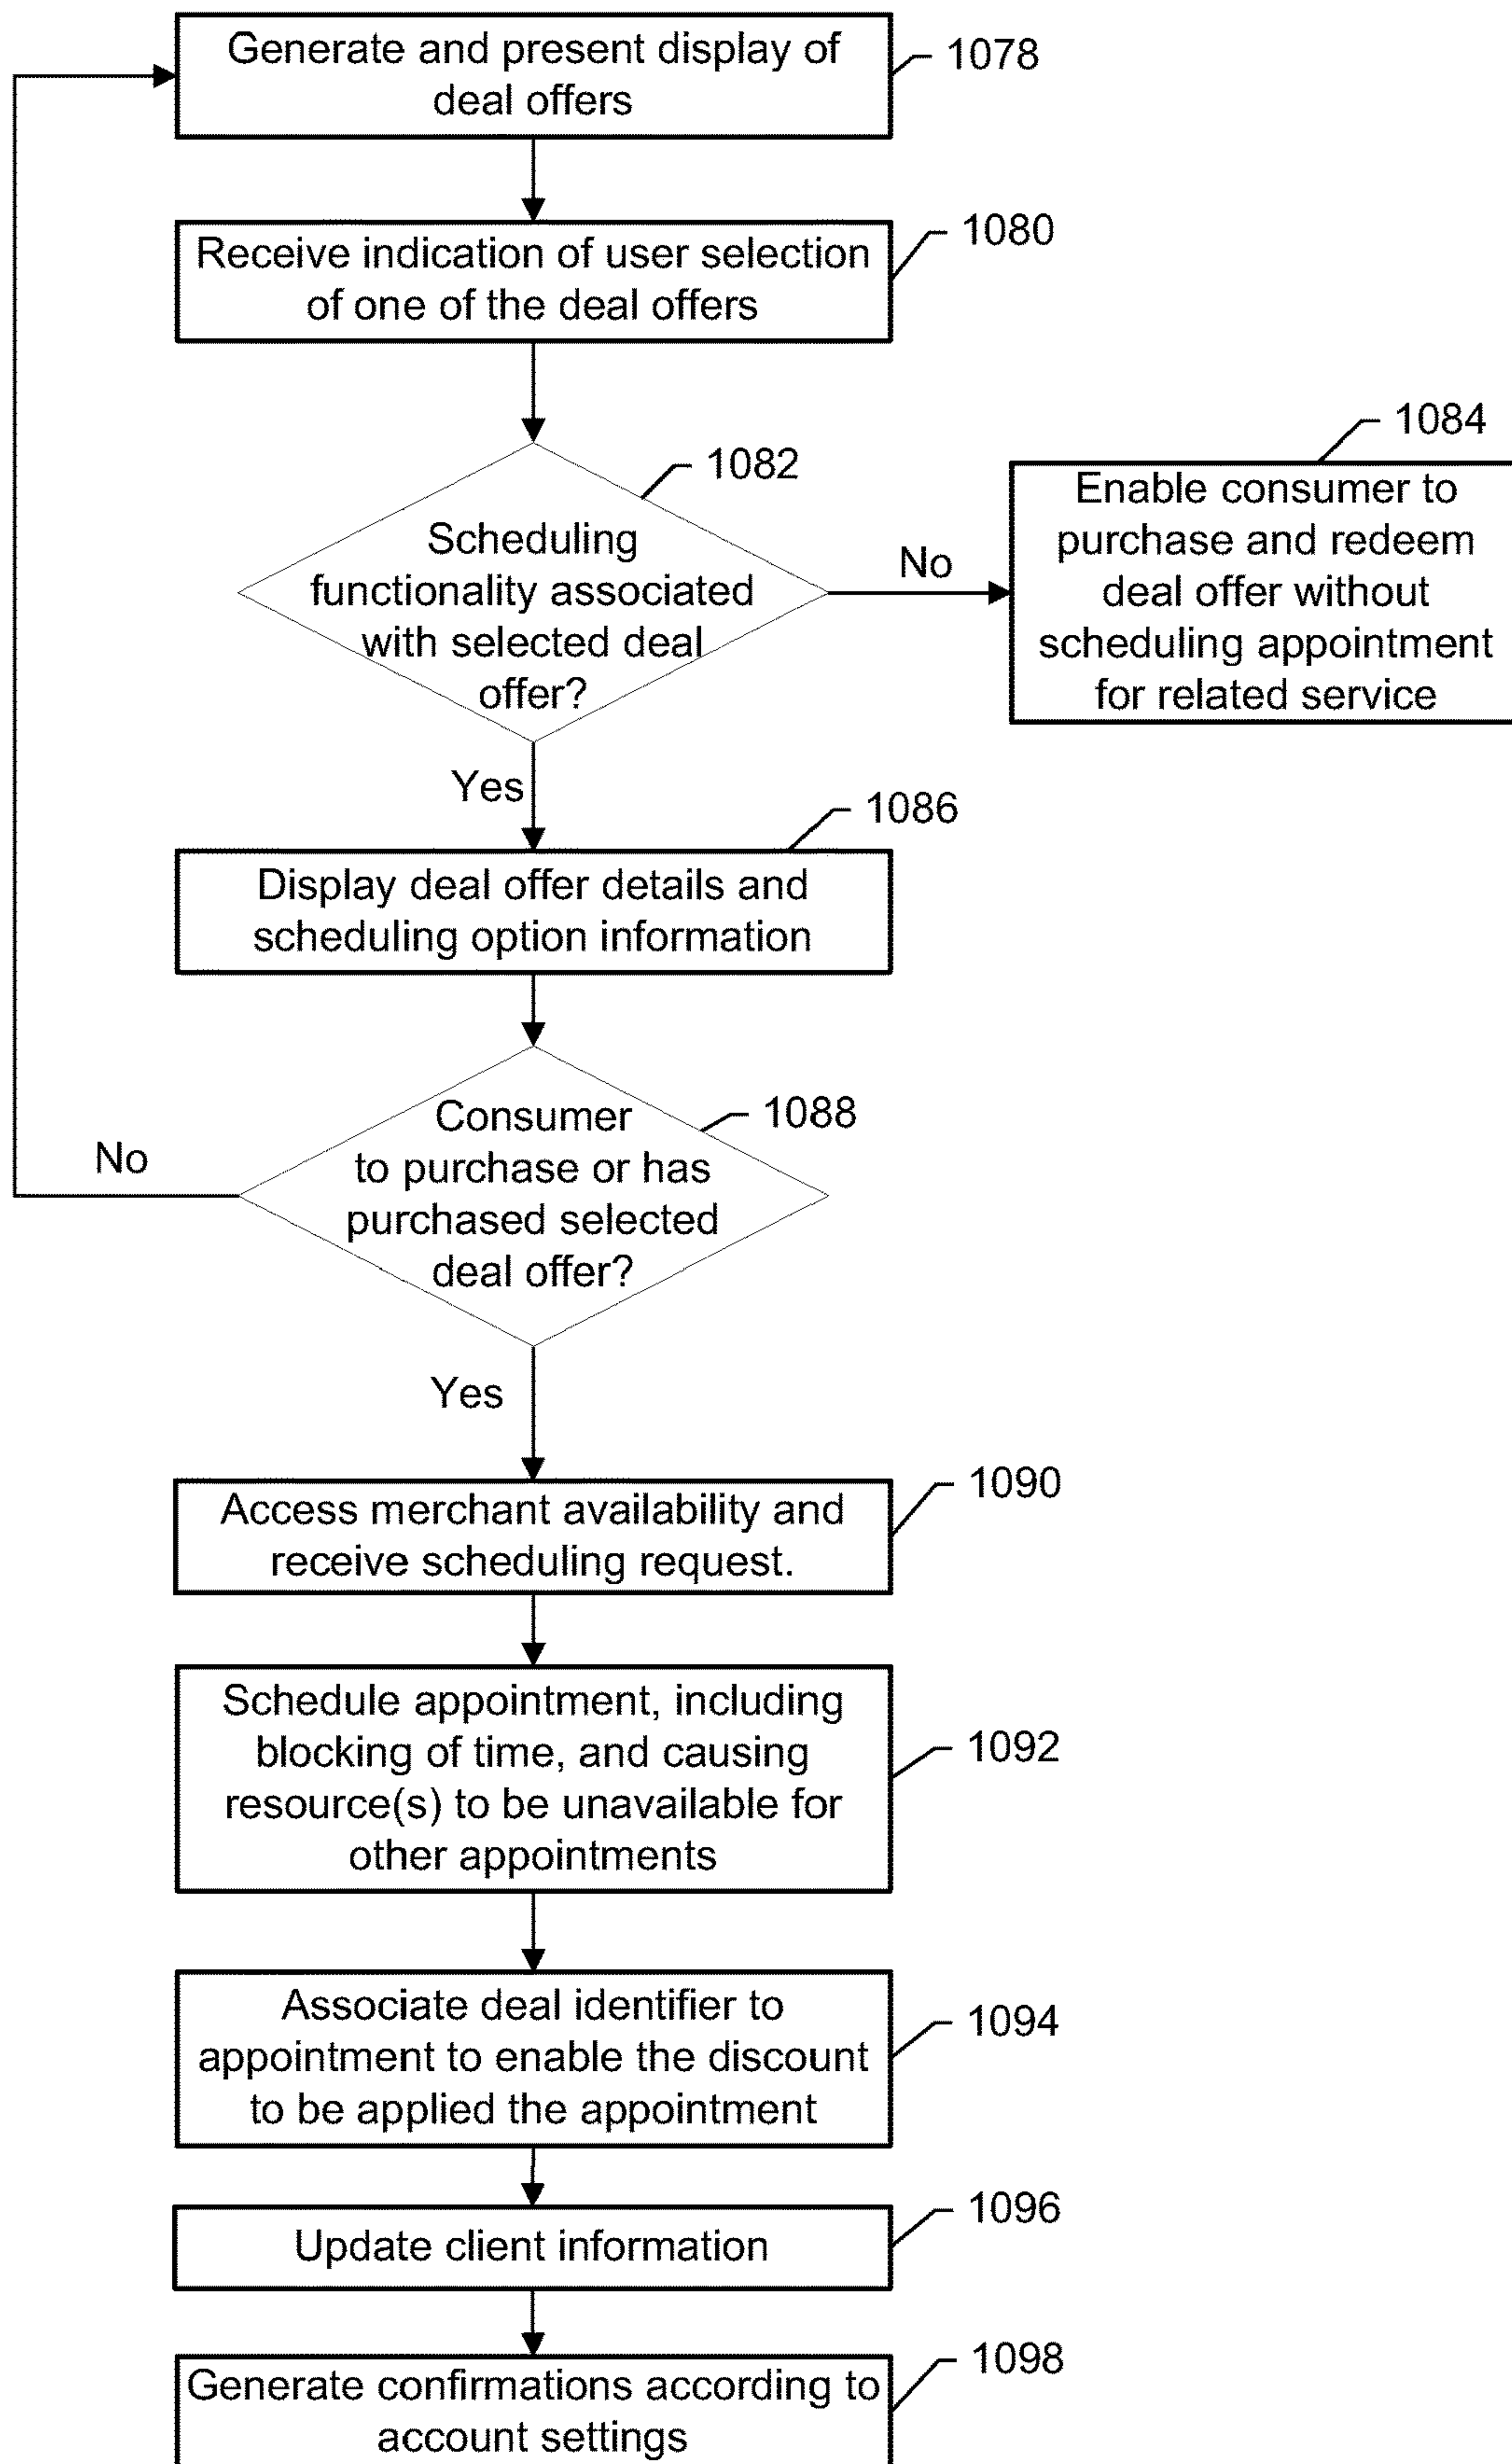 Generate and present display of
deal offers
1078
Receive indication of user selection
of one of the deal offers
1080
1082
Scheduling
functionality associated
with selected deal
offer?
No
1084
Enable consumer to
purchase and redeem
deal offer without
scheduling appointment
for related service
Yes
1086
Display deal offer details and
scheduling option information
1088
Consumer
to purchase or has
purchased selected
deal offer?
No
Yes
1090
Access merchant availability and
receive scheduling request.
Schedule appointment, including
blocking of time, and causing
resource(s) to be unavailable for
other appointments
1092
Associate deal identifier to
appointment to enable the discount
to be applied the appointment
1094
1096
Update client information
1098
Generate confirmations according to
account settings